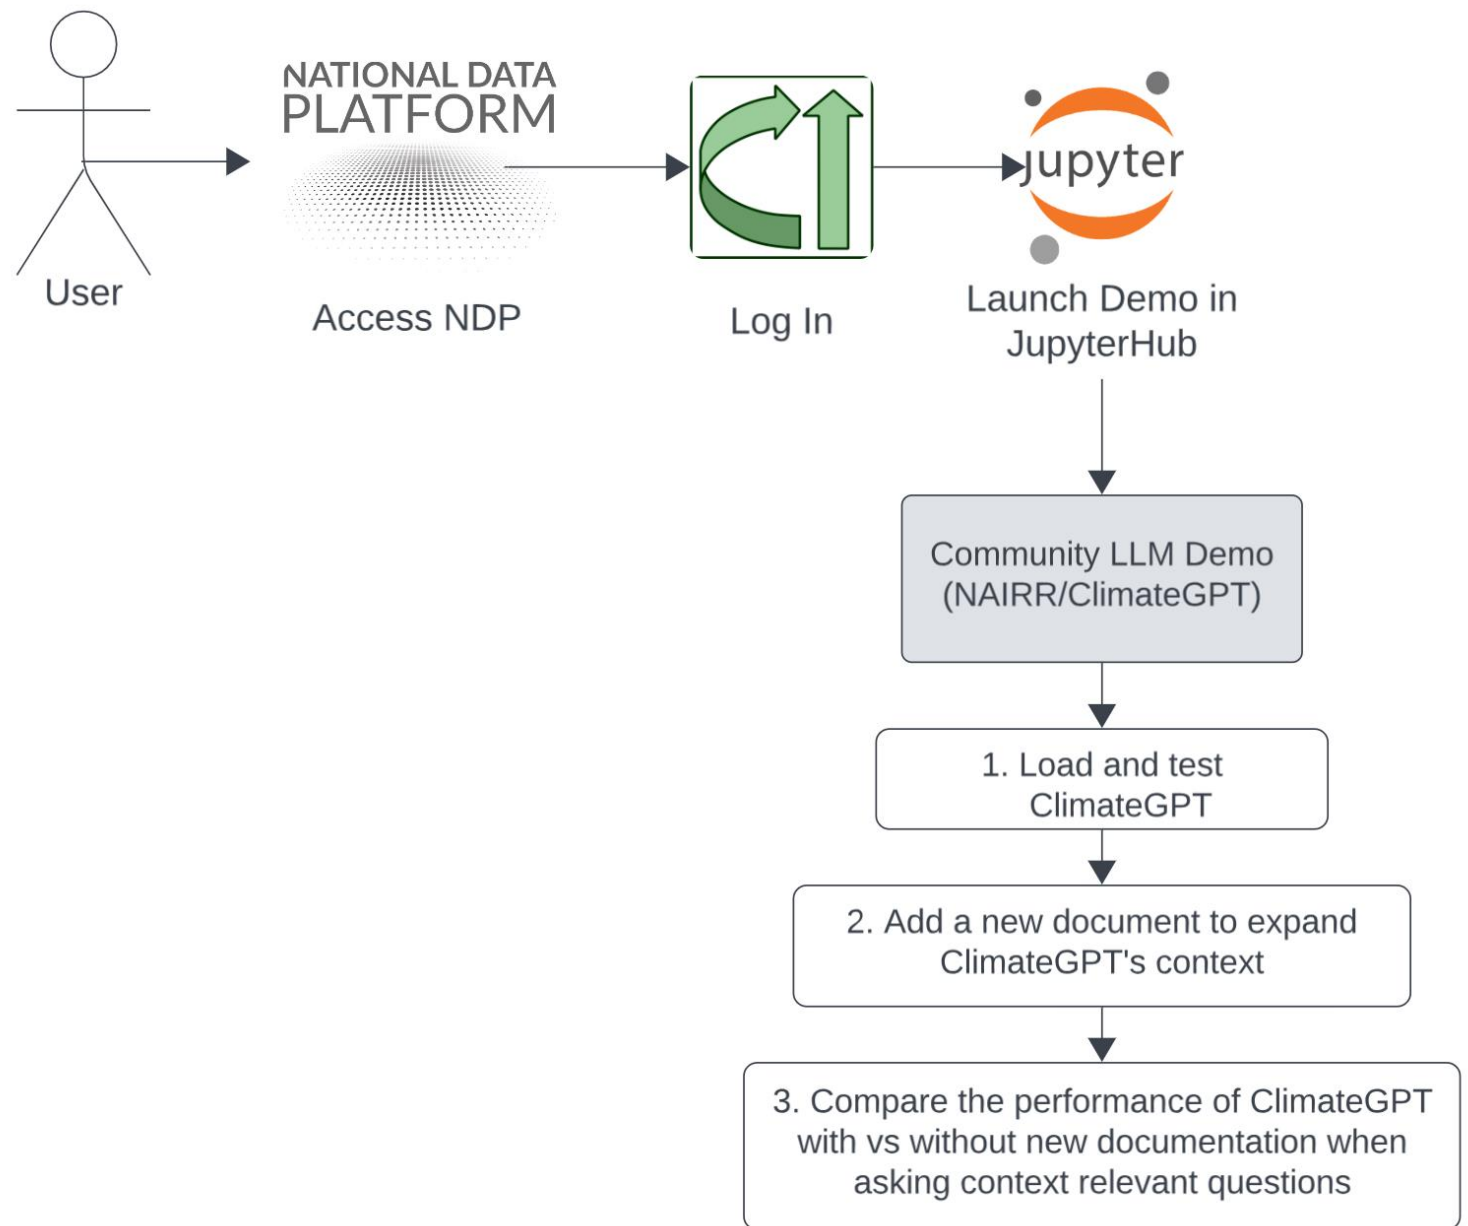 NATIONAL DATA
PLATFORM
jupyter
User
Access NDP
Log In
Launch Demo in
JupyterHub
Community LLM Demo
(NAIRR/ClimateGPT)
1. Load and test
ClimateGPT
2. Add a new document to expand
ClimateGPT's context
3. Compare the performance of ClimateGPT
with vs without new documentation when
asking context relevant questions